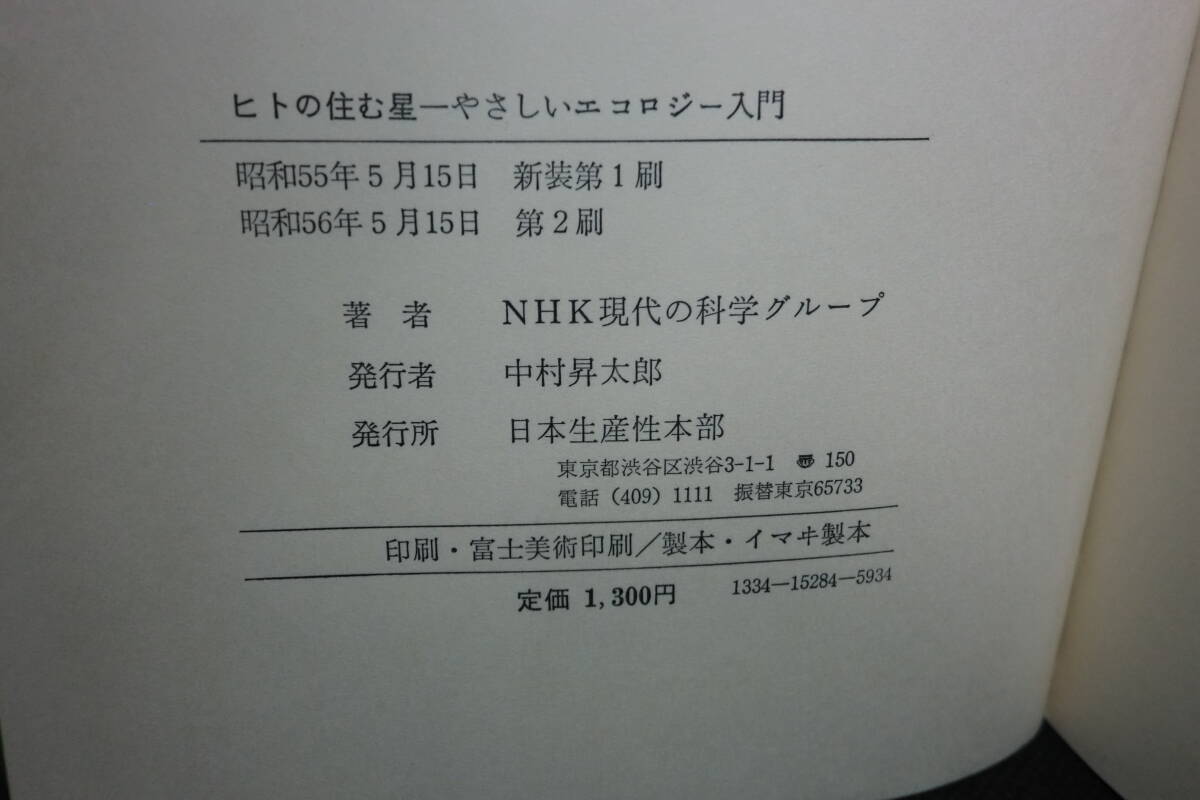 ヒトの住む星―やさしいエコロジー入門
昭和55年5月15日 新装第1刷
昭和56年5月15日 第2刷
著者 NHK現代の科学グループ
発行者 中村昇太郎
発行所 日本生産性本部
東京都渋谷区渋谷3-1-1 〠 150
電話(409)1111 振替東京65733
印刷・富士美術印刷/製本・イマヰ製本
定価 1,300円 1334―15284―5934